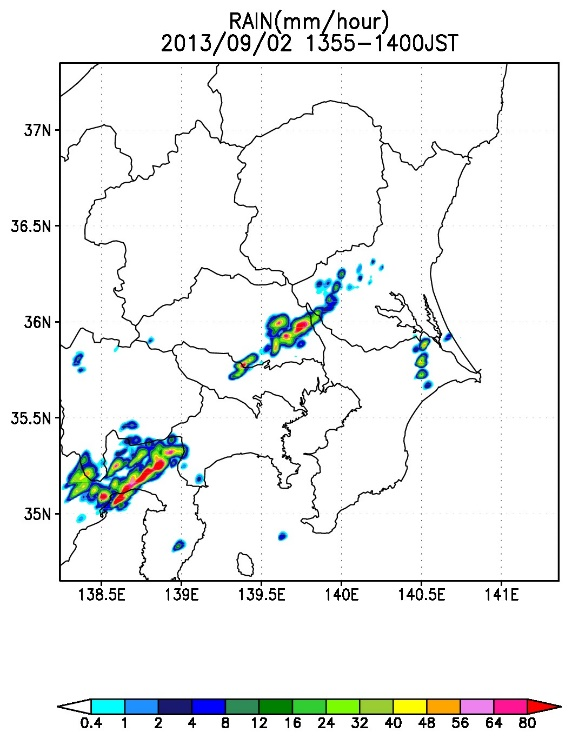 RAIN(mm/hour)
2013/09/02 1355-1400JST
37N
36.5N
36N
35.5N
35N
138.5E 139E 139.5E 140E 140.5E 141E
0.4 1 2 4 8 12 16 24 32 40 48 56 64 80